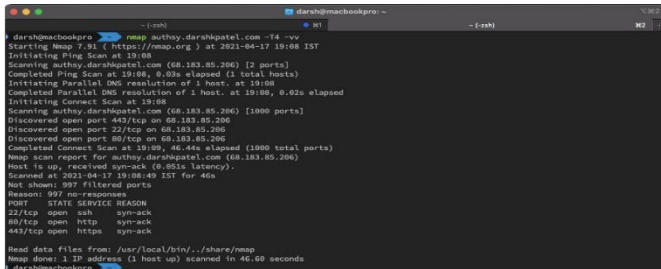 darsh@macbookpro: ~
⌥⌘2
~ (-zsh)
⌘1
~ (-zsh)
⌘2
darsh@macbookpro ~ nmap authsy.darshkpatel.com -T4 -vv
Starting Nmap 7.91 ( https://nmap.org ) at 2021-04-17 19:08 IST
Initiating Ping Scan at 19:08
Scanning authsy.darshkpatel.com (68.183.85.206) [2 ports]
Completed Ping Scan at 19:08, 0.03s elapsed (1 total hosts)
Initiating Parallel DNS resolution of 1 host. at 19:08
Completed Parallel DNS resolution of 1 host. at 19:08, 0.02s elapsed
Initiating Connect Scan at 19:08
Scanning authsy.darshkpatel.com (68.183.85.206) [1000 ports]
Discovered open port 443/tcp on 68.183.85.206
Discovered open port 22/tcp on 68.183.85.206
Discovered open port 80/tcp on 68.183.85.206
Completed Connect Scan at 19:09, 46.44s elapsed (1000 total ports)
Nmap scan report for authsy.darshkpatel.com (68.183.85.206)
Host is up, received syn-ack (0.051s latency).
Scanned at 2021-04-17 19:08:49 IST for 46s
Not shown: 997 filtered ports
Reason: 997 no-responses
PORT STATE SERVICE REASON
22/tcp open ssh syn-ack
80/tcp open http syn-ack
443/tcp open https syn-ack
Read data files from: /usr/local/bin/../share/nmap
Nmap done: 1 IP address (1 host up) scanned in 46.60 seconds
darsh@macbookpro ~